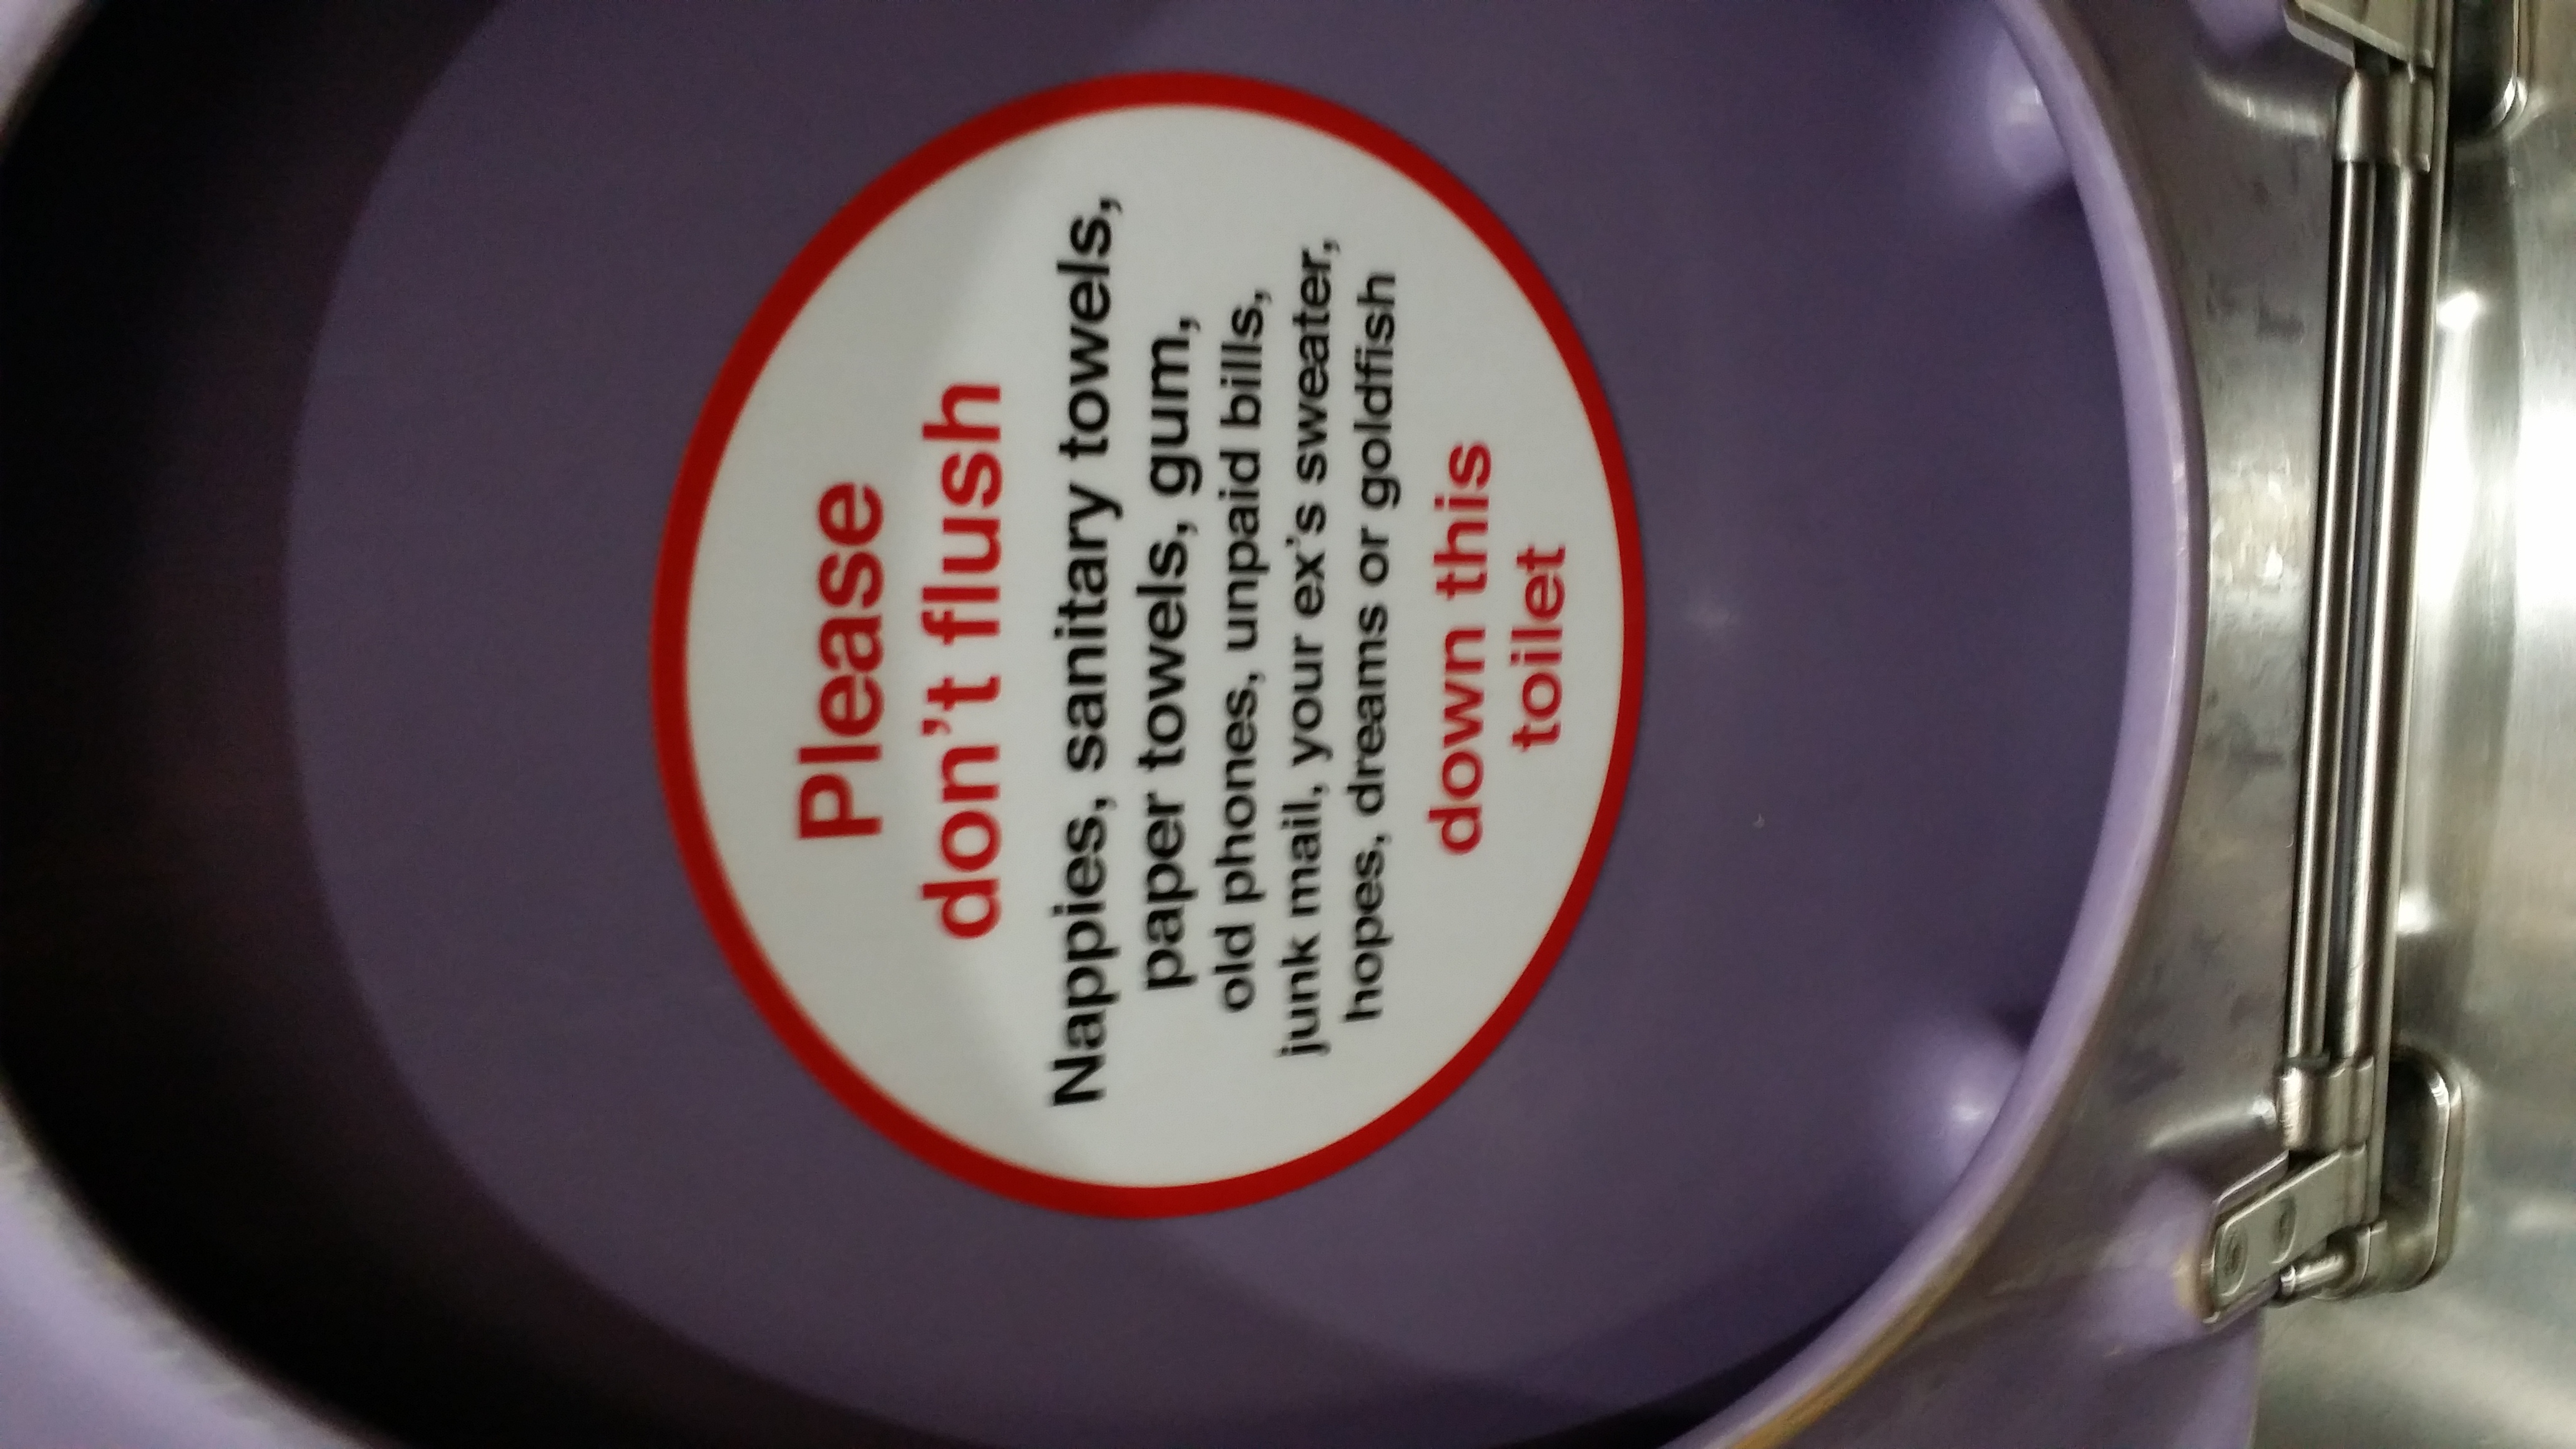 Please
don't flush
Nappies, sanitary towels,
paper towels, gum,
old phones, unpaid bills,
junk mail, your ex's sweater,
hopes, dreams or goldfish
down this
toilet